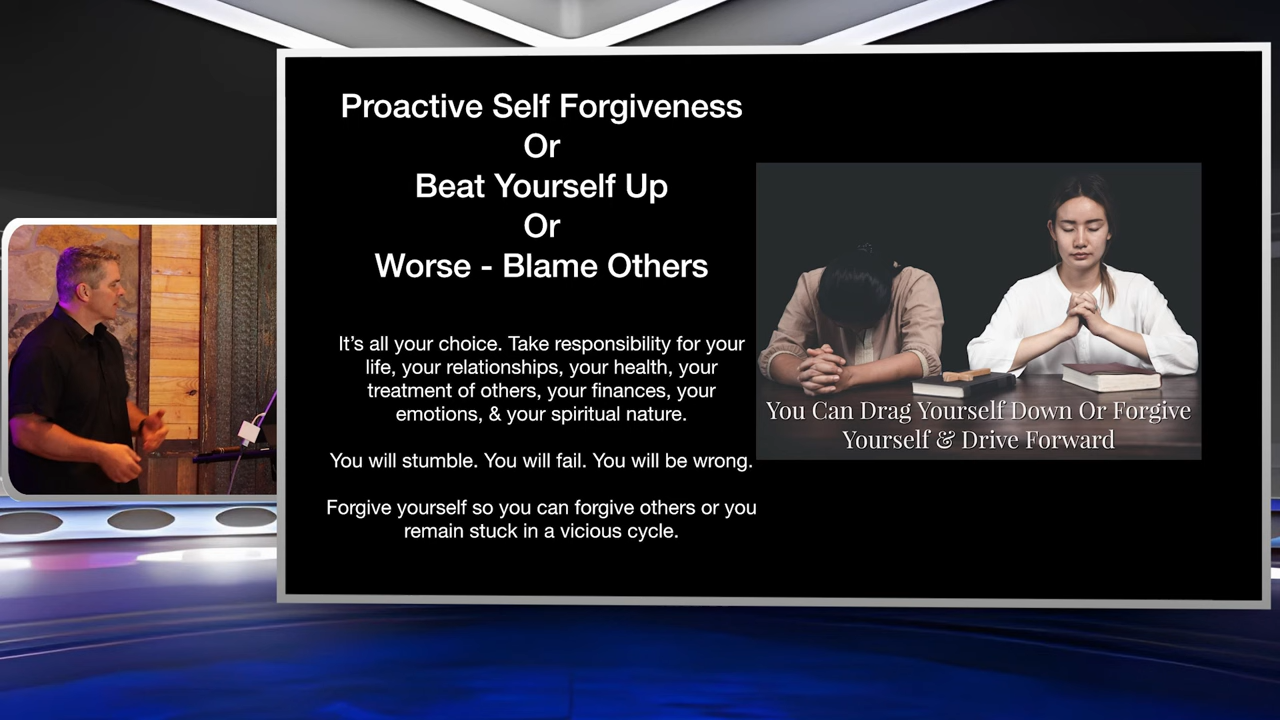 Proactive Self Forgiveness
Or
Beat Yourself Up
Or
Worse - Blame Others
It’s all your choice. Take responsibility for your
life, your relationships, your health, your
treatment of others, your finances, your
emotions, & your spiritual nature.
You will stumble. You will fail. You will be wrong.
Forgive yourself so you can forgive others or you
remain stuck in a vicious cycle.
You Can Drag Yourself Down Or Forgive
Yourself & Drive Forward